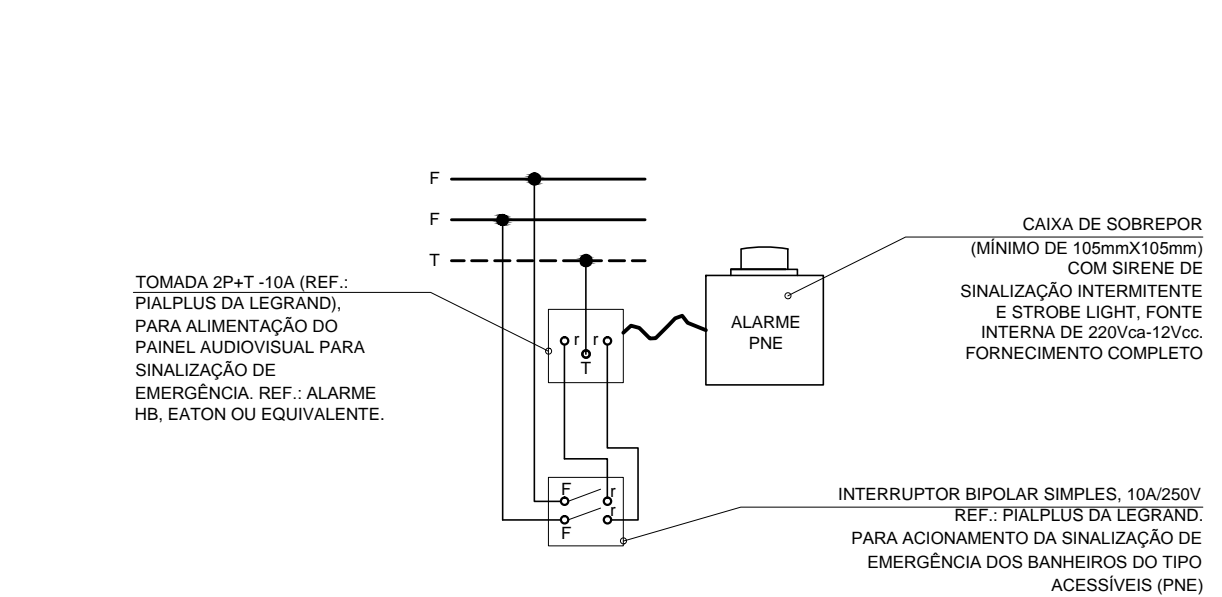 F
F
T
TOMADA 2P+T -10A (REF.:
PIALPLUS DA LEGRAND),
PARA ALIMENTAÇÃO DO
PAINEL AUDIOVISUAL PARA
SINALIZAÇÃO DE
EMERGÊNCIA. REF.: ALARME
HB, EATON OU EQUIVALENTE.
r r
T
ALARME
PNE
CAIXA DE SOBREPOR
(MÍNIMO DE 105mmX105mm)
COM SIRENE DE
SINALIZAÇÃO INTERMITENTE
E STROBE LIGHT, FONTE
INTERNA DE 220Vca-12Vcc.
FORNECIMENTO COMPLETO
F r
r
F
INTERRUPTOR BIPOLAR SIMPLES, 10A/250V
REF.: PIALPLUS DA LEGRAND.
PARA ACIONAMENTO DA SINALIZAÇÃO DE
EMERGÊNCIA DOS BANHEIROS DO TIPO
ACESSÍVEIS (PNE)